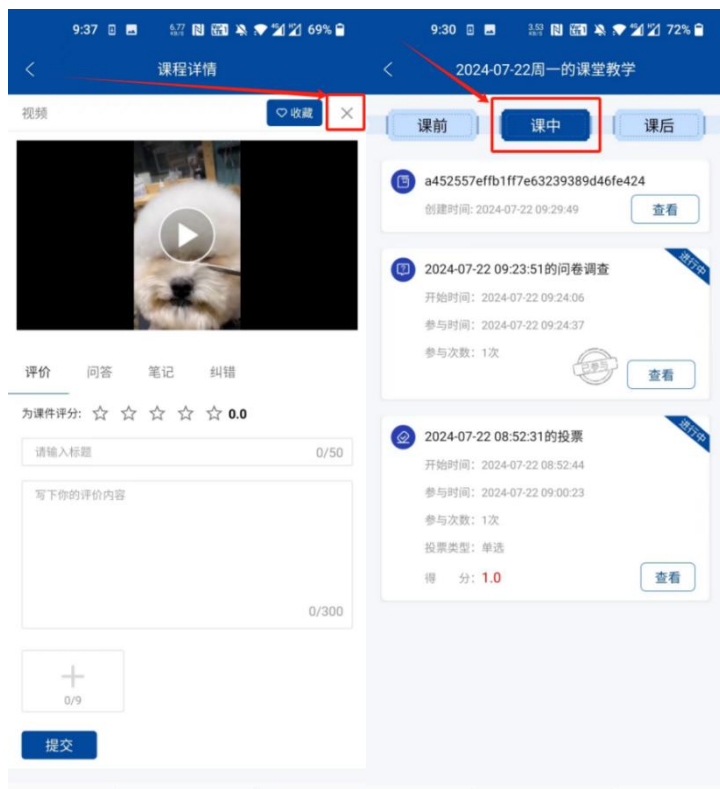 9:37 6.77 KB/S 69%
课程详情
视频
收藏
评价 问答 笔记 纠错
为课件评分: 0.0
请输入标题 0/50
写下你的评价内容
0/300
0/9
提交
9:30 3.53 KB/S 72%
2024-07-22周一的课堂教学
课前 课中 课后
a452557effb1ff7e63239389d46fe424
创建时间: 2024-07-22 09:29:49 查看
2024-07-22 09:23:51的问卷调查 进行中
开始时间: 2024-07-22 09:24:06
参与时间: 2024-07-22 09:24:37
参与次数: 1次 已参与
查看
2024-07-22 08:52:31的投票 进行中
开始时间: 2024-07-22 08:52:44
参与时间: 2024-07-22 09:00:23
参与次数: 1次
投票类型: 单选
得 分: 1.0 查看